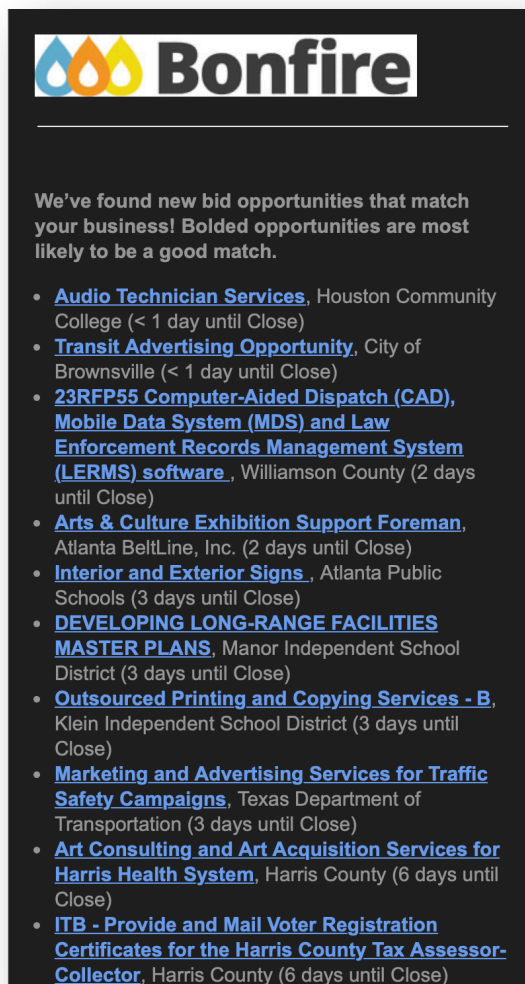 Bonfire
We’ve found new bid opportunities that match
your business! Bolded opportunities are most
likely to be a good match.
• Audio Technician Services, Houston Community
College (< 1 day until Close)
• Transit Advertising Opportunity, City of
Brownsville (< 1 day until Close)
• 23RFP55 Computer-Aided Dispatch (CAD),
Mobile Data System (MDS) and Law
Enforcement Records Management System
(LERMS) software , Williamson County (2 days
until Close)
• Arts & Culture Exhibition Support Foreman,
Atlanta BeltLine, Inc. (2 days until Close)
• Interior and Exterior Signs , Atlanta Public
Schools (3 days until Close)
• DEVELOPING LONG-RANGE FACILITIES
MASTER PLANS, Manor Independent School
District (3 days until Close)
• Outsourced Printing and Copying Services - B,
Klein Independent School District (3 days until
Close)
• Marketing and Advertising Services for Traffic
Safety Campaigns, Texas Department of
Transportation (3 days until Close)
• Art Consulting and Art Acquisition Services for
Harris Health System, Harris County (6 days until
Close)
• ITB - Provide and Mail Voter Registration
Certificates for the Harris County Tax Assessor-
Collector, Harris County (6 days until Close)